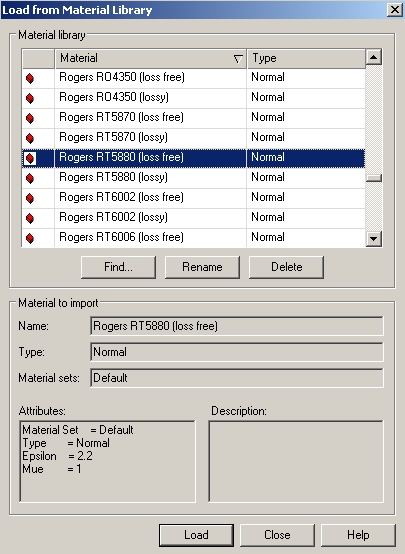 Load from Material Library
Material library
Material Type
Rogers RO4350 (loss free) Normal
Rogers RO4350 (lossy) Normal
Rogers RT5870 (loss free) Normal
Rogers RT5870 (lossy) Normal
Rogers RT5880 (loss free) Normal
Rogers RT5880 (lossy) Normal
Rogers RT6002 (loss free) Normal
Rogers RT6002 (lossy) Normal
Rogers RT6006 (loss free) Normal
Find... Rename Delete
Material to import
Name: Rogers RT5880 (loss free)
Type: Normal
Material sets: Default
Attributes: Description:
Material Set = Default
Type = Normal
Epsilon = 2.2
Mue = 1
Load Close Help